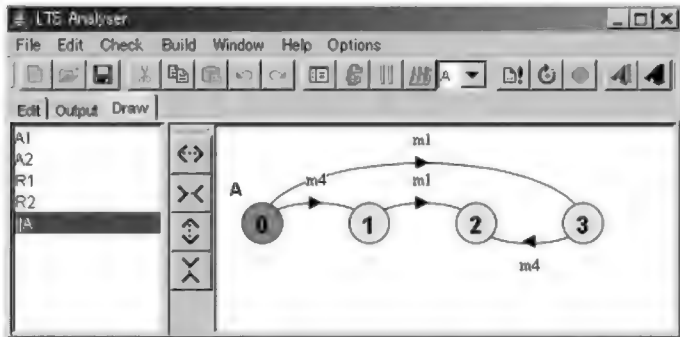 LTS Analyser
File Edit Check Build Window Help Options
A
Edit Output Draw
A1
A2
R1
R2
||A
A
m1
m4
m1
0
1
2
3
m4